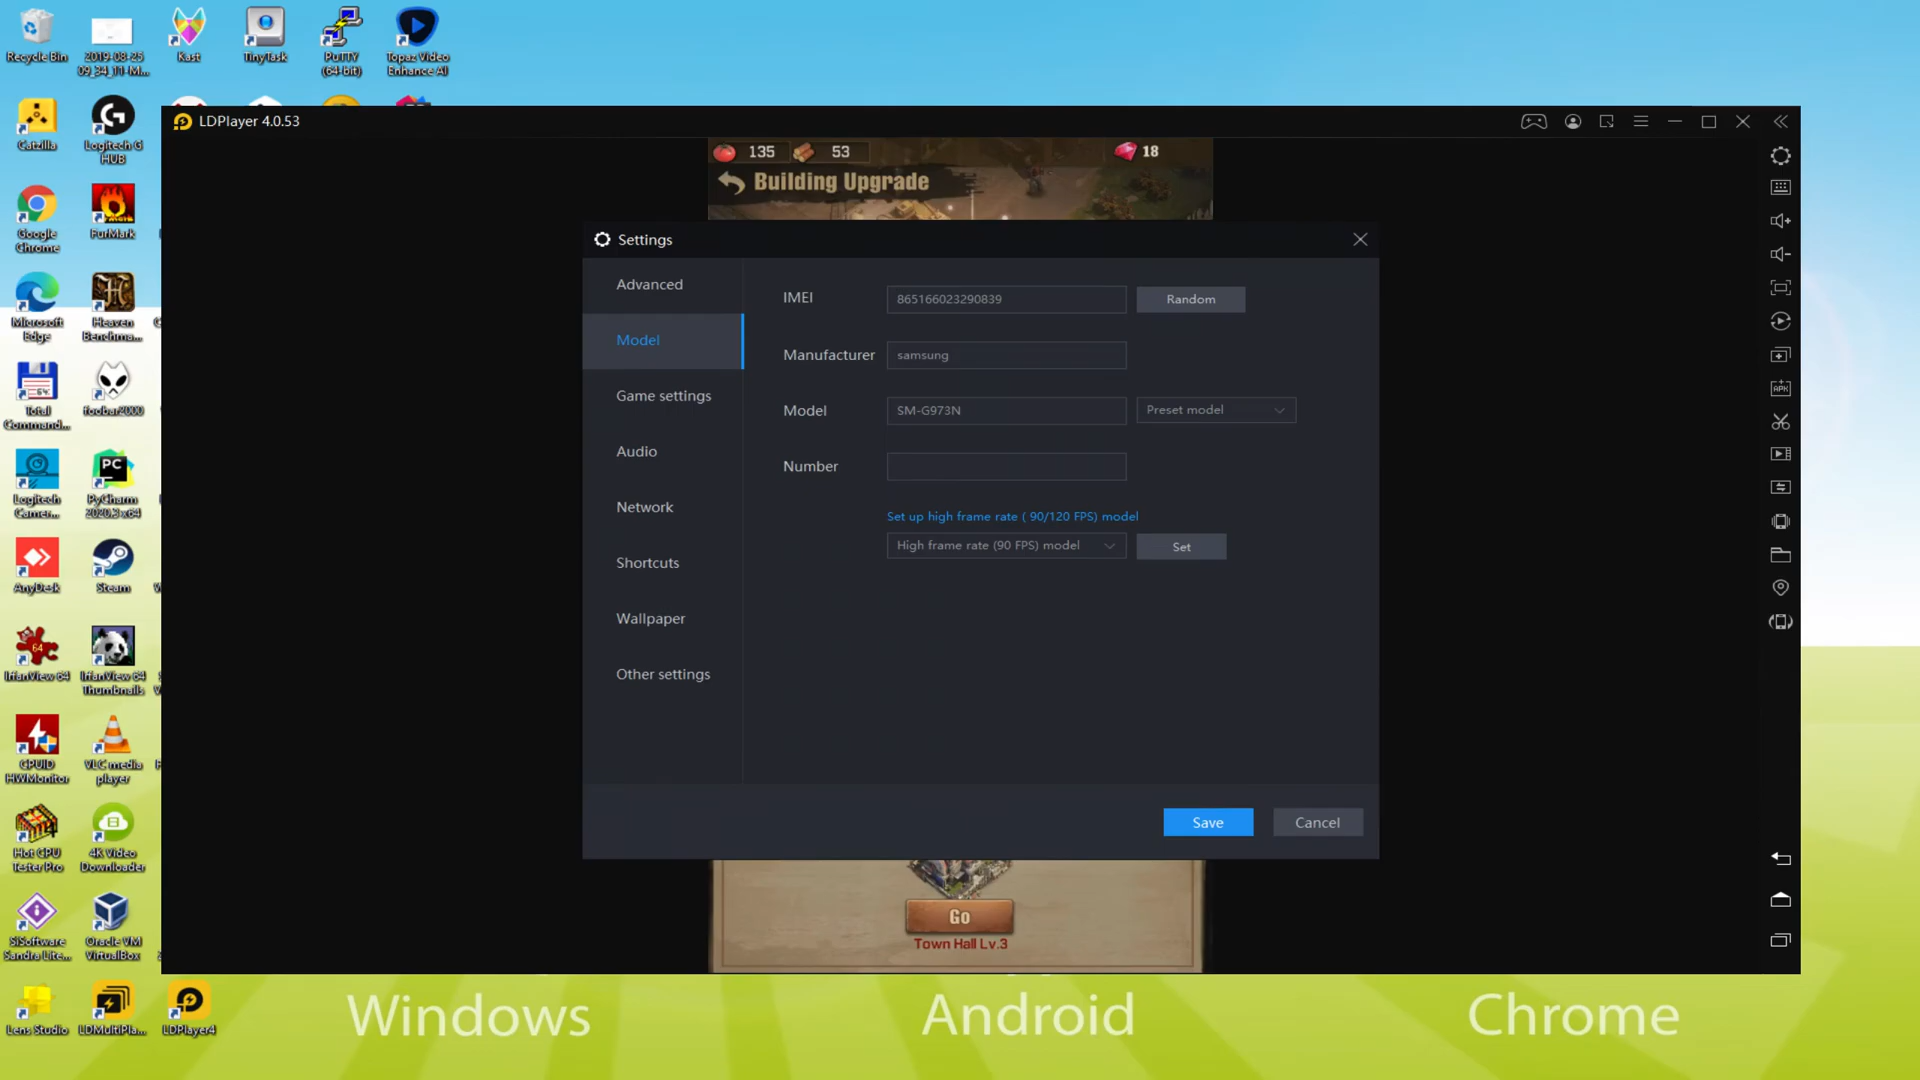 Recycle Bin
2019-08-25
09_34_11-M...
Kast
TinyTask
PuTTY
(64-bit)
Topaz Video
Enhance AI
Catzilla
Logitech G
HUB
Google
Chrome
FurMark
Microsoft
Edge
Heaven
Benchma...
Total
Command...
foobar2000
Logitech
Camer...
PyCharm
2020.3 x64
AnyDesk
Steam
IrfanView 64
IrfanView 64
Thumbnails
CPUID
HWMonitor
VLC media
player
Hot CPU
Tester Pro
4K Video
Downloader
SiSoftware
Sandra Lite...
Oracle VM
VirtualBox
Lens Studio
LDMultiPla...
LDPlayer4
LDPlayer 4.0.53
135
53
18
Building Upgrade
Settings
Advanced
Model
Game settings
Audio
Network
Shortcuts
Wallpaper
Other settings
IMEI
865166023290839
Random
Manufacturer
samsung
Model
SM-G973N
Preset model
Number
Set up high frame rate ( 90/120 FPS) model
High frame rate (90 FPS) model
Set
Save
Cancel
Go
Town Hall Lv.3
APK
Windows
Android
Chrome